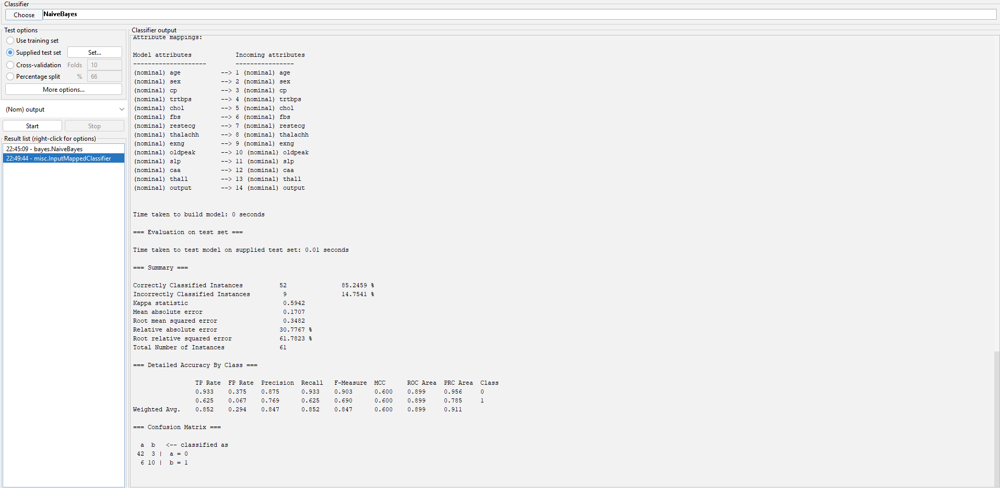 Classifier
Choose NaiveBayes
Test options
Use training set
Supplied test set Set...
Cross-validation Folds 10
Percentage split % 66
More options...
(Nom) output
Start Stop
Result list (right-click for options)
22:45:09 - bayes.NaiveBayes
22:49:44 - misc.InputMappedClassifier
Classifier output
Attribute mappings:
Model attributes Incoming attributes
-------------------- ----------------
(nominal) age --> 1 (nominal) age
(nominal) sex --> 2 (nominal) sex
(nominal) cp --> 3 (nominal) cp
(nominal) trtbps --> 4 (nominal) trtbps
(nominal) chol --> 5 (nominal) chol
(nominal) fbs --> 6 (nominal) fbs
(nominal) restecg --> 7 (nominal) restecg
(nominal) thalachh --> 8 (nominal) thalachh
(nominal) exng --> 9 (nominal) exng
(nominal) oldpeak --> 10 (nominal) oldpeak
(nominal) slp --> 11 (nominal) slp
(nominal) caa --> 12 (nominal) caa
(nominal) thall --> 13 (nominal) thall
(nominal) output --> 14 (nominal) output
Time taken to build model: 0 seconds
=== Evaluation on test set ===
Time taken to test model on supplied test set: 0.01 seconds
=== Summary ===
Correctly Classified Instances 52 85.2459 %
Incorrectly Classified Instances 9 14.7541 %
Kappa statistic 0.5942
Mean absolute error 0.1707
Root mean squared error 0.3482
Relative absolute error 30.7767 %
Root relative squared error 61.7823 %
Total Number of Instances 61
=== Detailed Accuracy By Class ===
TP Rate FP Rate Precision Recall F-Measure MCC ROC Area PRC Area Class
0.933 0.375 0.875 0.933 0.903 0.600 0.899 0.956 0
0.625 0.067 0.769 0.625 0.690 0.600 0.899 0.785 1
Weighted Avg. 0.852 0.294 0.847 0.852 0.847 0.600 0.899 0.911
=== Confusion Matrix ===
a b <-- classified as
42 3 | a = 0
6 10 | b = 1